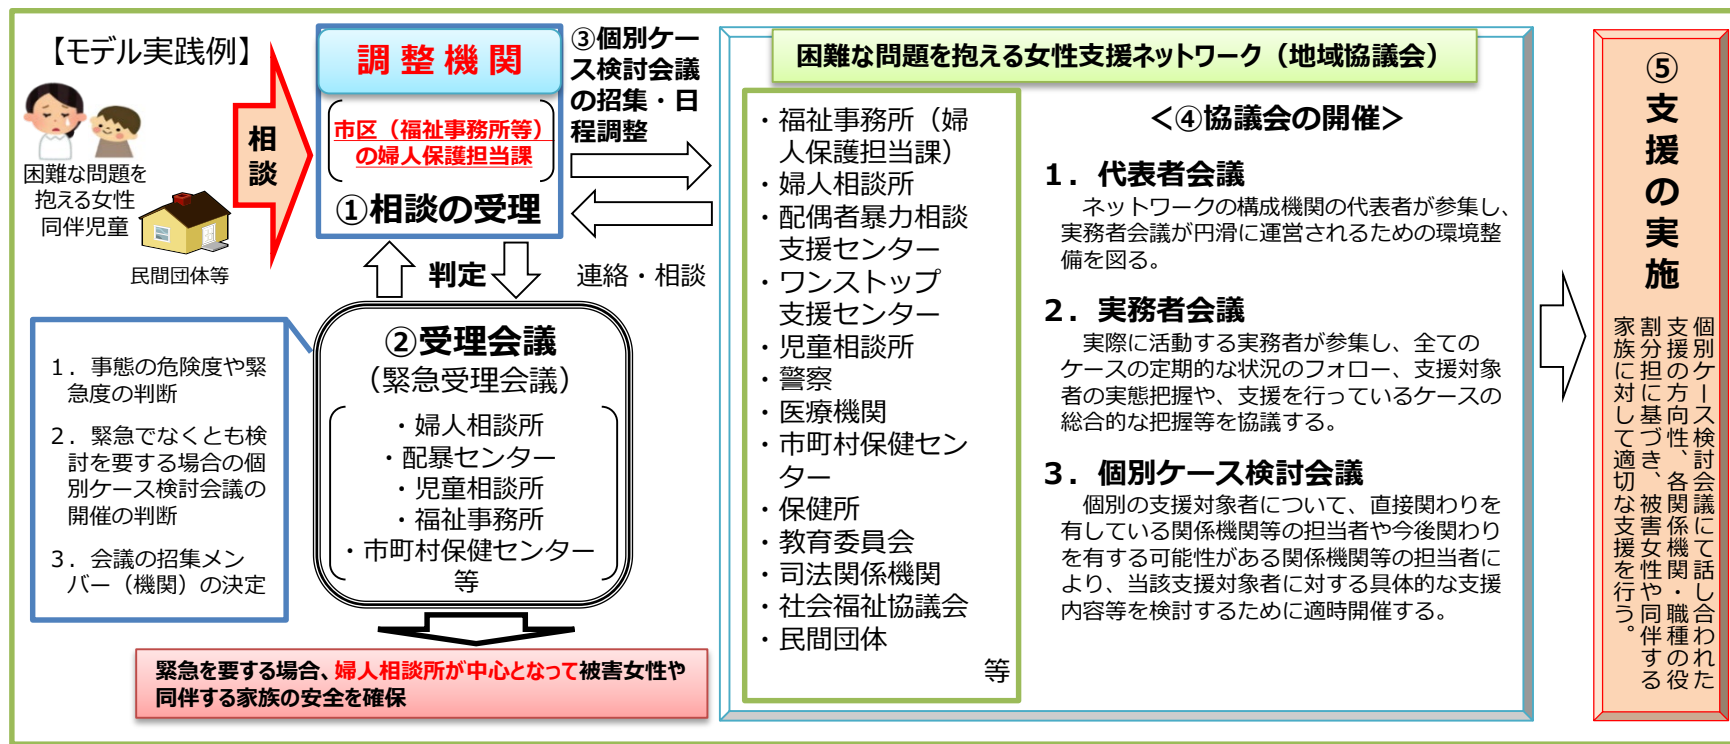 【モデル実践例】
困難な問題を
抱える女性
同伴児童
民間団体等
相
談
調 整 機 関
市区（福祉事務所等）
の婦人保護担当課
①相談の受理
③個別ケー
ス検討会議
の招集・日
程調整
連絡・相談
判定
②受理会議
（緊急受理会議）
・婦人相談所
・配暴センター
・児童相談所
・福祉事務所
・市町村保健センター
等
1．事態の危険度や緊
急度の判断
2．緊急でなくとも検
討を要する場合の個
別ケース検討会議の
開催の判断
3．会議の招集メン
バー（機関）の決定
緊急を要する場合、婦人相談所が中心となって被害女性や
同伴する家族の安全を確保
困難な問題を抱える女性支援ネットワーク（地域協議会）
・福祉事務所（婦
人保護担当課）
・婦人相談所
・配偶者暴力相談
支援センター
・ワンストップ
支援センター
・児童相談所
・警察
・医療機関
・市町村保健セン
ター
・保健所
・教育委員会
・司法関係機関
・社会福祉協議会
・民間団体
等
＜④協議会の開催＞
1．代表者会議
ネットワークの構成機関の代表者が参集し、
実務者会議が円滑に運営されるための環境整
備を図る。
2．実務者会議
実際に活動する実務者が参集し、全ての
ケースの定期的な状況のフォロー、支援対象
者の実態把握や、支援を行っているケースの
総合的な把握等を協議する。
3．個別ケース検討会議
個別の支援対象者について、直接関わりを
有している関係機関等の担当者や今後関わり
を有する可能性がある関係機関等の担当者に
より、当該支援対象者に対する具体的な支援
内容等を検討するために適時開催する。
⑤支援の実施
個別ケース検討会議にて話し合われた
支援の方向性、各関係機関・職種の役
割分担に基づき、被害女性や同伴する
家族に対して適切な支援を行う。